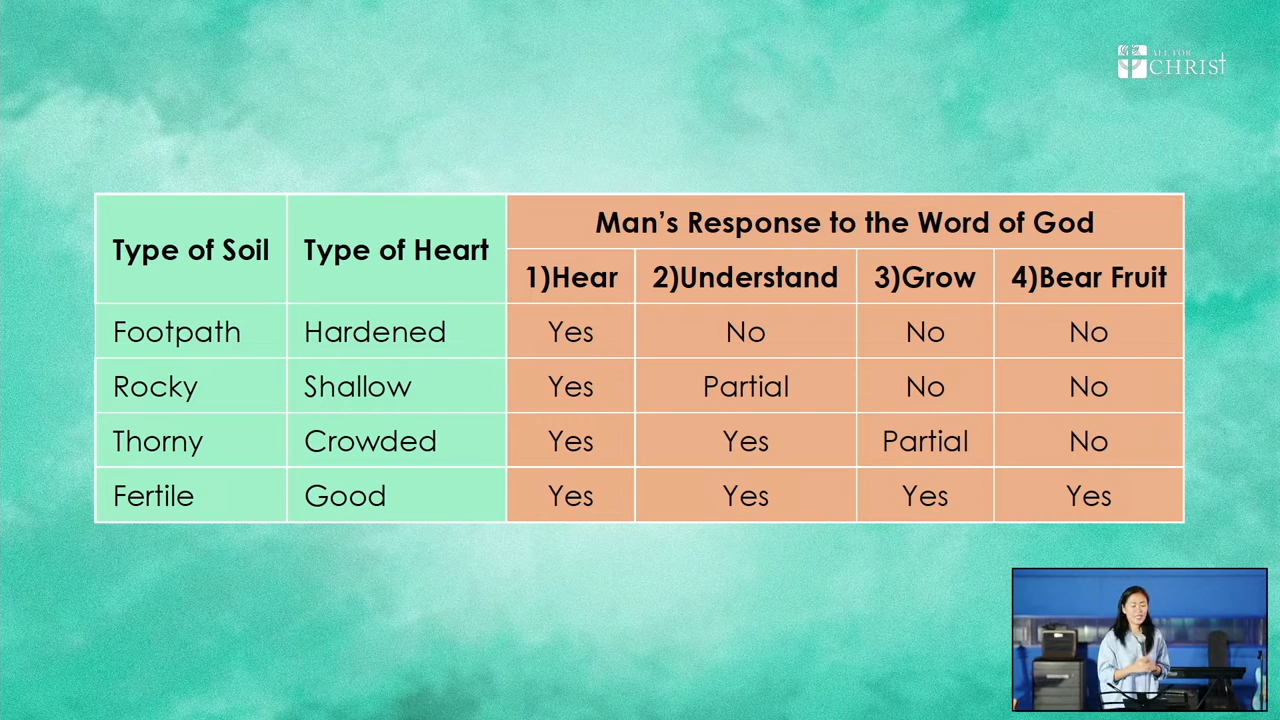 ALL FOR
CHRIST
Man's Response to the Word of God
Type of Soil Type of Heart
1)Hear 2)Understand 3)Grow 4)Bear Fruit
Footpath Hardened Yes No No No
Rocky Shallow Yes Partial No No
Thorny Crowded Yes Yes Partial No
Fertile Good Yes Yes Yes Yes